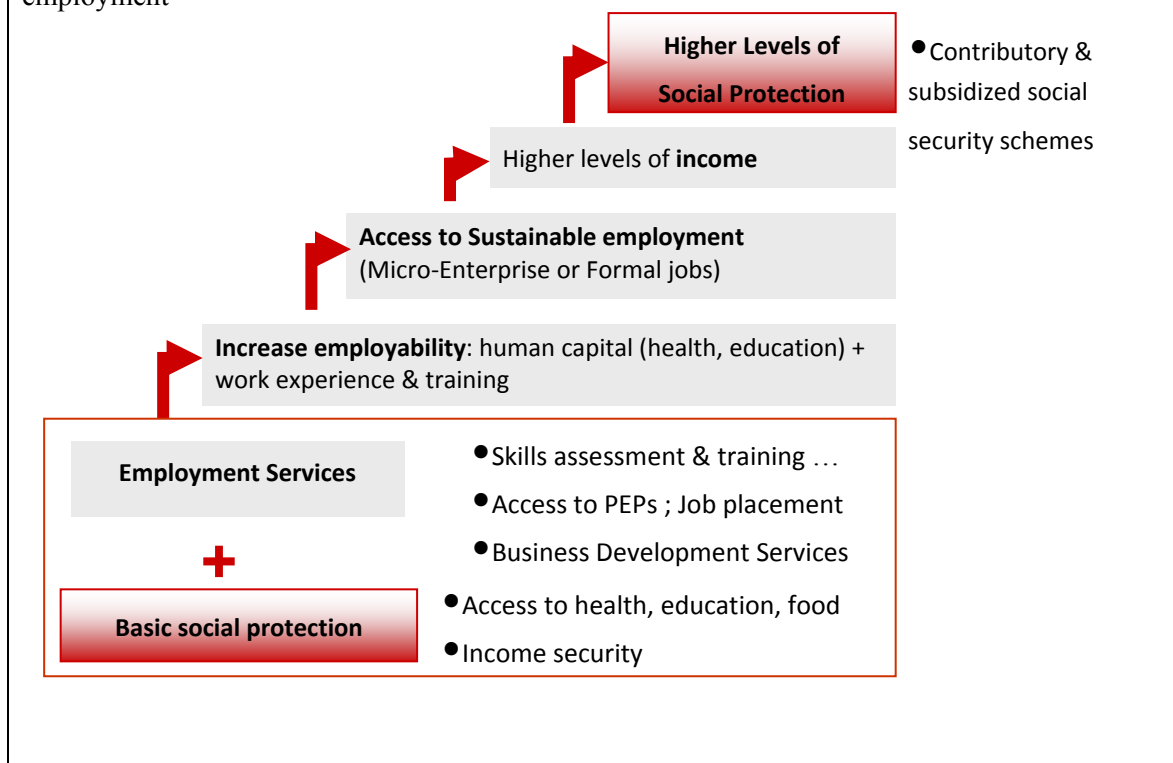 employment
Higher Levels of
Social Protection
●Contributory &
subsidized social
security schemes
Higher levels of income
Access to Sustainable employment
(Micro-Enterprise or Formal jobs)
Increase employability: human capital (health, education) +
work experience & training
Employment Services
●Skills assessment & training …
●Access to PEPs ; Job placement
●Business Development Services
+
Basic social protection
●Access to health, education, food
●Income security